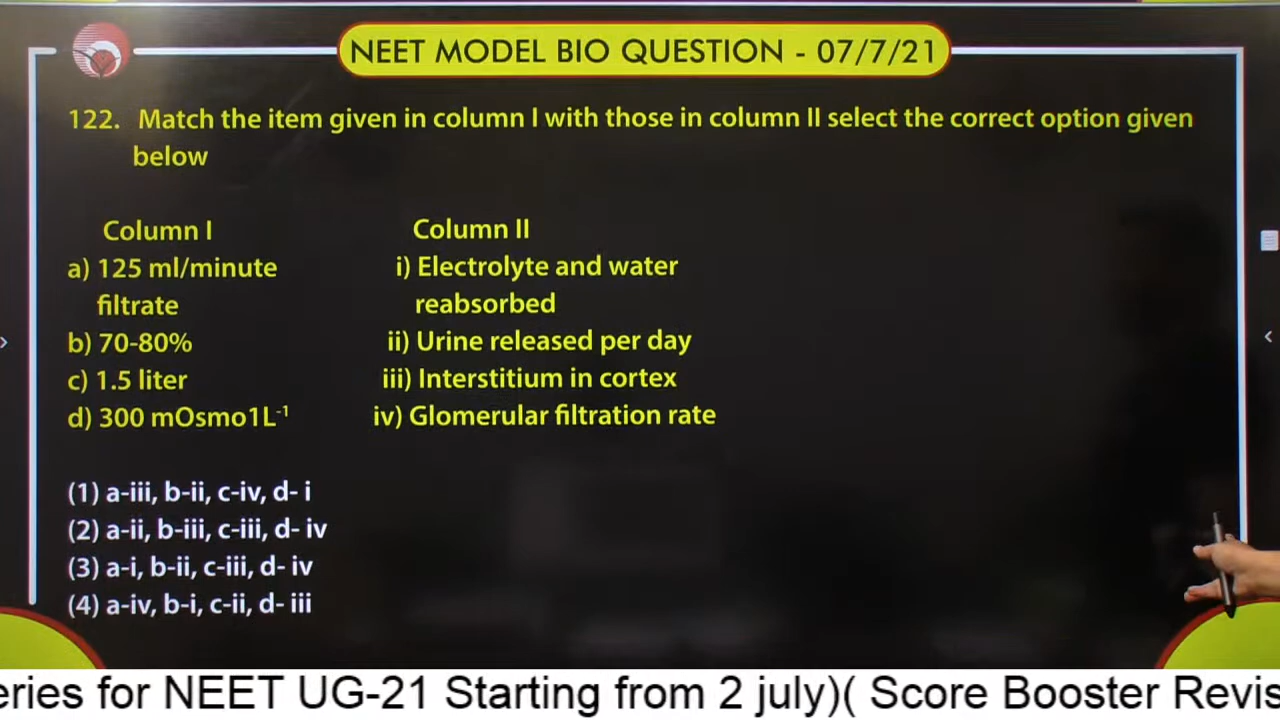 NEET MODEL BIO QUESTION - 07/7/21
122. Match the item given in column I with those in column II select the correct option given
below
Column I
Column II
a) 125 ml/minute
filtrate
i) Electrolyte and water
reabsorbed
b) 70-80%
ii) Urine released per day
c) 1.5 liter
iii) Interstitium in cortex
d) 300 mOsmo1L⁻¹
iv) Glomerular filtration rate
(1) a-iii, b-ii, c-iv, d- i
(2) a-ii, b-iii, c-iii, d- iv
(3) a-i, b-ii, c-iii, d- iv
(4) a-iv, b-i, c-ii, d- iii
eries for NEET UG-21 Starting from 2 july)( Score Booster Revis